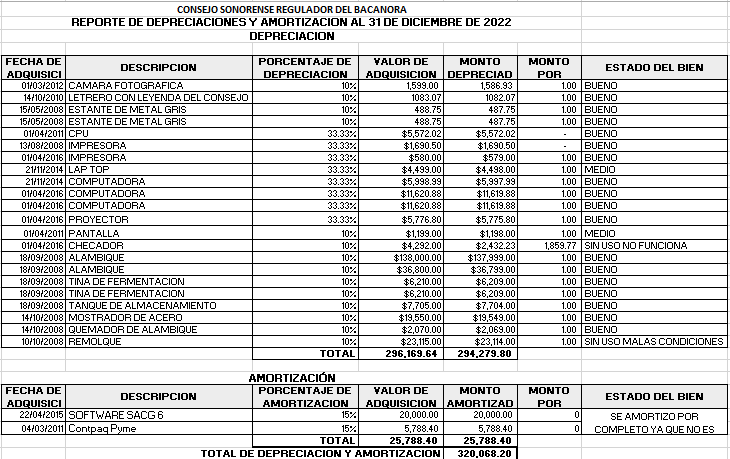 CONSEJO SONORENSE REGULADOR DEL BACANORA
REPORTE DE DEPRECIACIONES Y AMORTIZACION AL 31 DE DICIEMBRE DE 2022
DEPRECIACION
FECHA DE ADQUISICI DESCRIPCION PORCENTAJE DE DEPRECIACION VALOR DE ADQUISICION MONTO DEPRECIAD MONTO POR ESTADO DEL BIEN
01/03/2012 CAMARA FOTOGRAFICA 10% 1,599.00 1,586.93 1.00 BUENO
14/10/2010 LETRERO CON LEYENDA DEL CONSEJO 10% 1083.07 1082.07 1.00 BUENO
15/05/2008 ESTANTE DE METAL GRIS 10% 488.75 487.75 1.00 BUENO
15/05/2008 ESTANTE DE METAL GRIS 10% 488.75 487.75 1.00 BUENO
01/04/2011 CPU 33.33% $5,572.02 $5,572.02 - BUENO
13/08/2008 IMPRESORA 33.33% $1,690.50 $1,690.50 - BUENO
01/04/2016 IMPRESORA 33.33% $580.00 $579.00 1.00 BUENO
21/11/2014 LAP TOP 33.33% $4,499.00 $4,498.00 1.00 MEDIO
21/11/2014 COMPUTADORA 33.33% $5,998.99 $5,997.99 1.00 BUENO
01/04/2016 COMPUTADORA 33.33% $11,620.88 $11,619.88 1.00 BUENO
01/04/2016 COMPUTADORA 33.33% $11,620.88 $11,619.88 1.00 BUENO
01/04/2016 PROYECTOR 33.33% $5,776.80 $5,775.80 1.00 BUENO
01/04/2011 PANTALLA 10% $1,199.00 $1,198.00 1.00 MEDIO
01/04/2016 CHECADOR 10% $4,292.00 $2,432.23 1,859.77 SIN USO NO FUNCIONA
18/09/2008 ALAMBIQUE 10% $138,000.00 $137,999.00 1.00 BUENO
18/09/2008 ALAMBIQUE 10% $36,800.00 $36,799.00 1.00 BUENO
18/09/2008 TINA DE FERMENTACION 10% $6,210.00 $6,209.00 1.00 BUENO
18/09/2008 TINA DE FERMENTACION 10% $6,210.00 $6,209.00 1.00 BUENO
18/09/2008 TANQUE DE ALMACENAMIENTO 10% $7,705.00 $7,704.00 1.00 BUENO
14/10/2008 MOSTRADOR DE ACERO 10% $19,550.00 $19,549.00 1.00 BUENO
14/10/2008 QUEMADOR DE ALAMBIQUE 10% $2,070.00 $2,069.00 1.00 BUENO
10/10/2008 REMOLQUE 10% $23,115.00 $23,114.00 1.00 SIN USO MALAS CONDICIONES
TOTAL 296,169.64 294,279.80
AMORTIZACIÓN
FECHA DE ADQUISICI DESCRIPCION PORCENTAJE DE AMORTIZACION VALOR DE ADQUISICION MONTO AMORTIZAD MONTO POR ESTADO DEL BIEN
22/04/2015 SOFTWARE SACG 6 15% 20,000.00 20,000.00 0 SE AMORTIZO POR
04/03/2011 Contpaq Pyme 15% 5,788.40 5,788.40 0 COMPLETO YA QUE NO ES
TOTAL 25,788.40 25,788.40
TOTAL DE DEPRECIACION Y AMORTIZACION 320,068.20